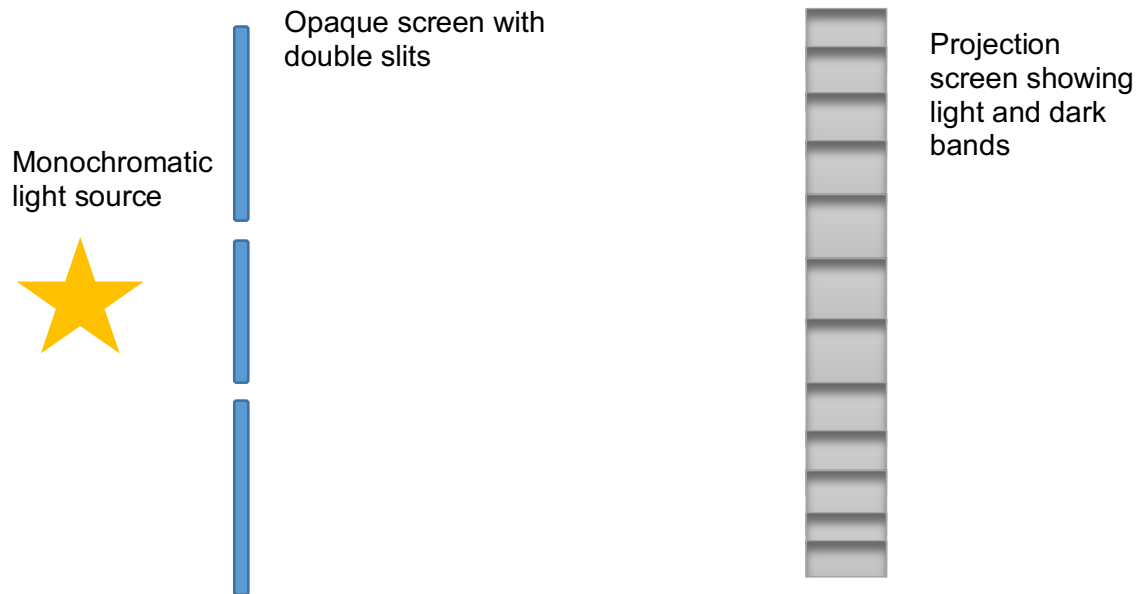 Opaque screen with
double slits
Projection
screen showing
light and dark
bands
Monochromatic
light source